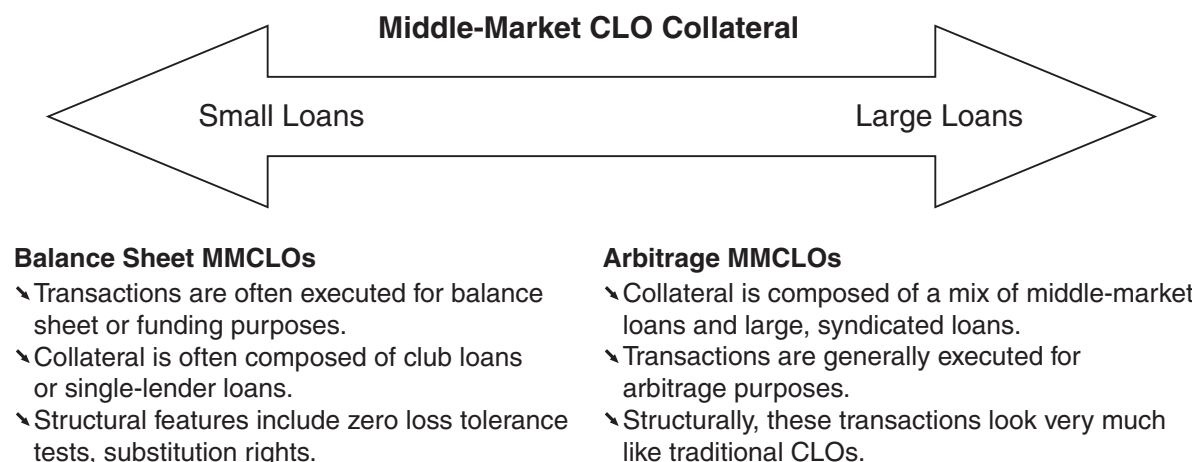 Middle-Market CLO Collateral
Small Loans
Large Loans
Balance Sheet MMCLOs
Transactions are often executed for balance
sheet or funding purposes.
Collateral is often composed of club loans
or single-lender loans.
Structural features include zero loss tolerance
tests, substitution rights.
Arbitrage MMCLOs
Collateral is composed of a mix of middle-market
loans and large, syndicated loans.
Transactions are generally executed for
arbitrage purposes.
Structurally, these transactions look very much
like traditional CLOs.